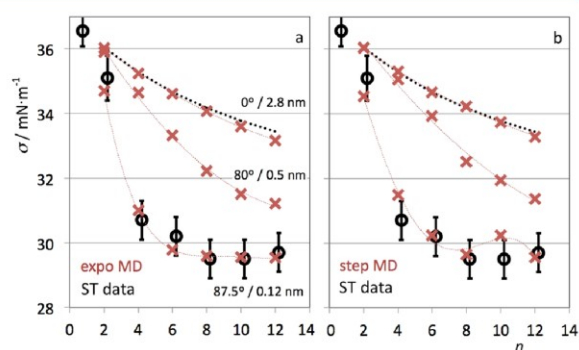 a
b
σ/ mN·m⁻¹
36
34
32
30
28
0º / 2.8 nm
80º / 0.5 nm
87.5º / 0.12 nm
expo MD
ST data
step MD
ST data
0 2 4 6 8 10 12 14
0 2 4 6 8 10 12 14
n